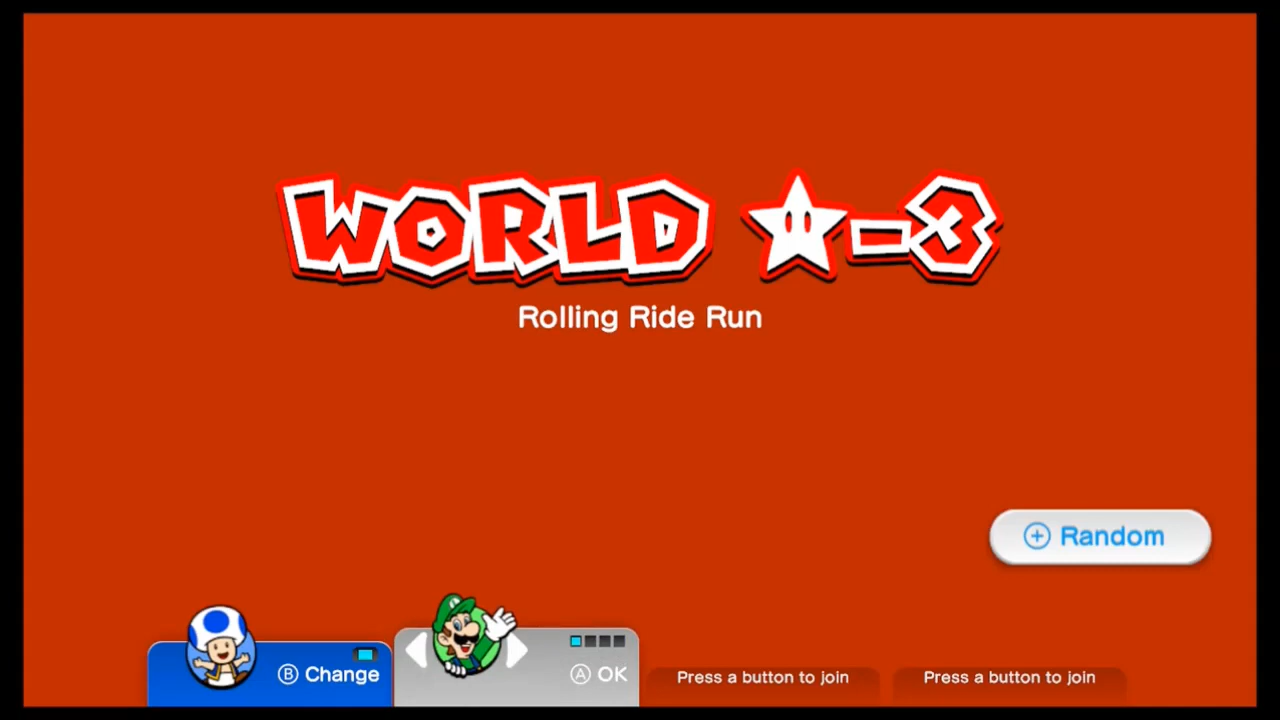 WORLD ★-3
Rolling Ride Run
+ Random
B Change
A OK
Press a button to join
Press a button to join